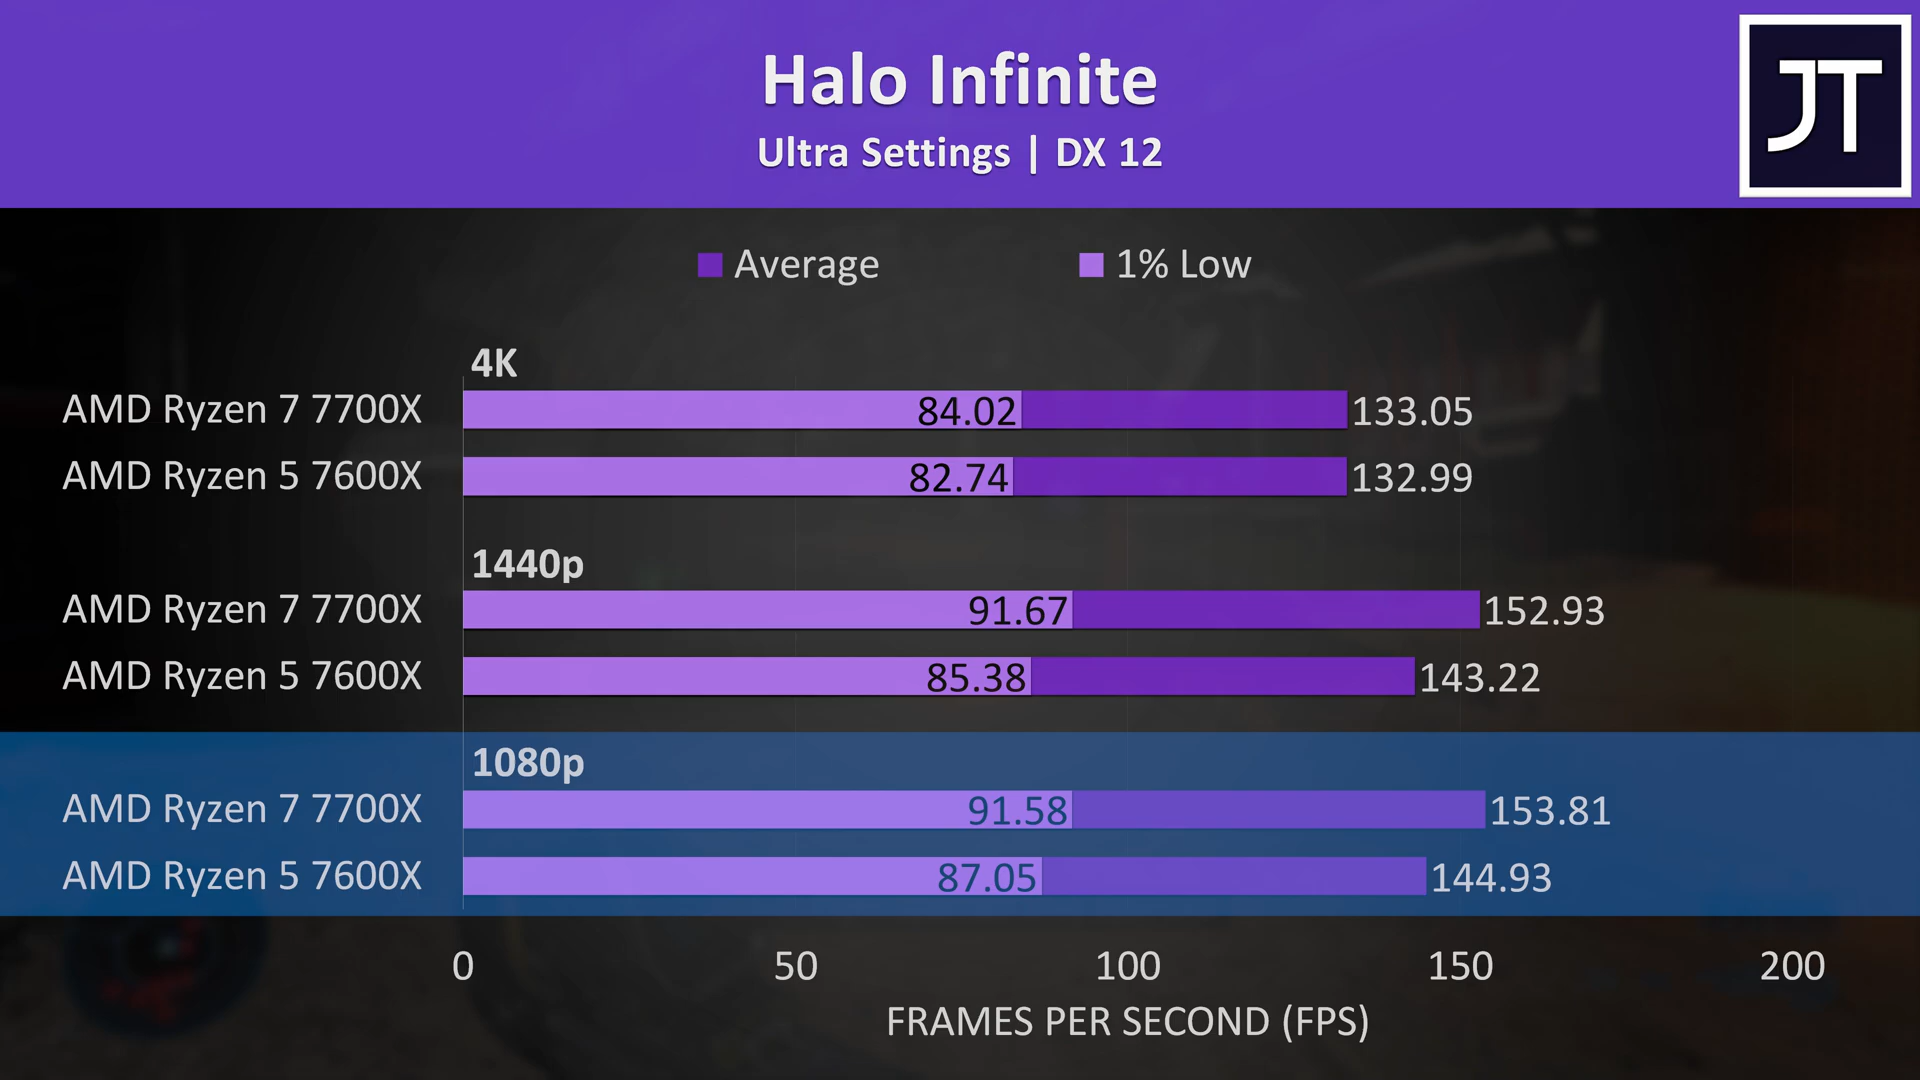 Halo Infinite
Ultra Settings | DX 12
JT
Average 1% Low
4K
AMD Ryzen 7 7700X 84.02 133.05
AMD Ryzen 5 7600X 82.74 132.99
1440p
AMD Ryzen 7 7700X 91.67 152.93
AMD Ryzen 5 7600X 85.38 143.22
1080p
AMD Ryzen 7 7700X 91.58 153.81
AMD Ryzen 5 7600X 87.05 144.93
0 50 100 150 200
FRAMES PER SECOND (FPS)